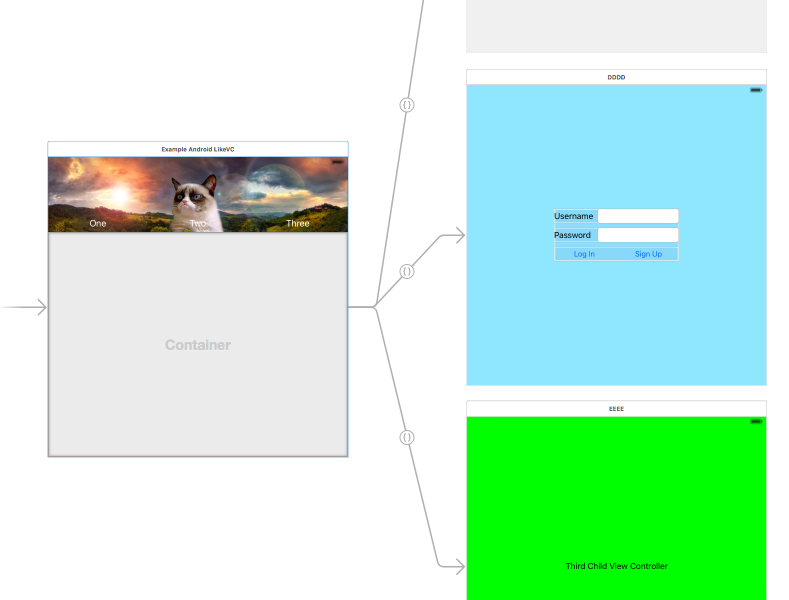 DDDD
Example Android LikeVC
One
Two
Three
Container
{ }
{ }
{ }
Username
Password
Log In
Sign Up
EEEE
Third Child View Controller